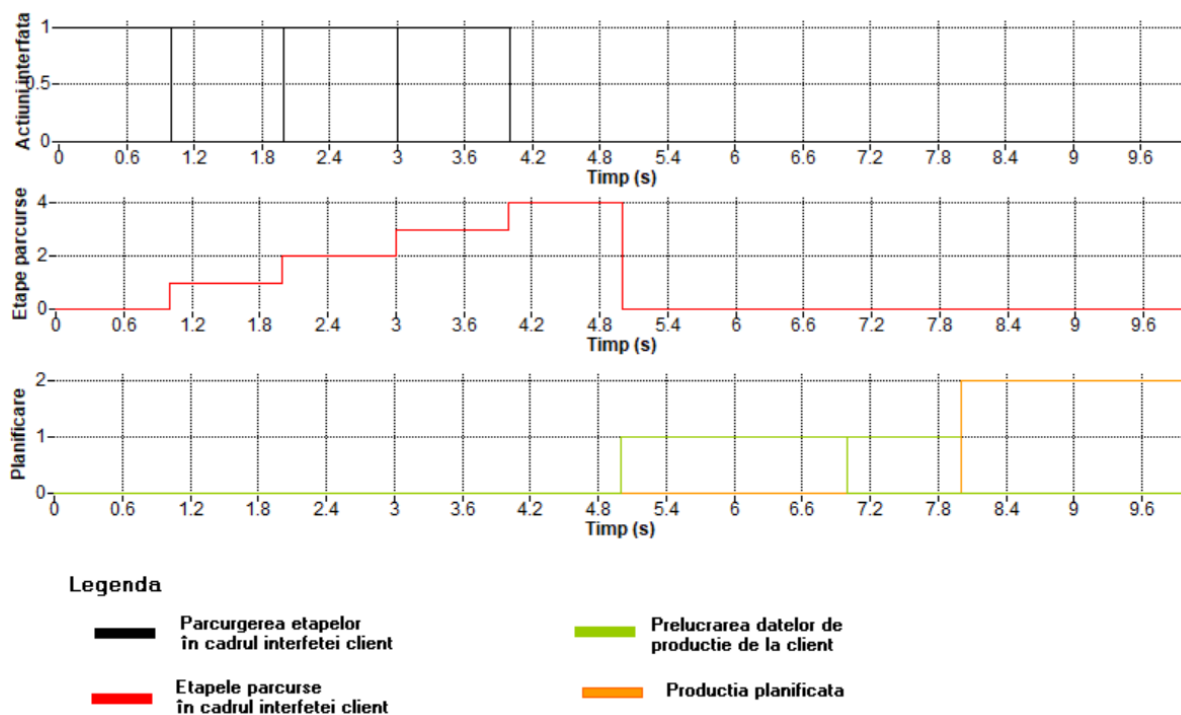 Actiuni interfata
1
0.5
0
0 0.6 1.2 1.8 2.4 3 3.6 4.2 4.8 5.4 6 6.6 7.2 7.8 8.4 9 9.6
Timp (s)
Etape parcurse
4
2
0
0 0.6 1.2 1.8 2.4 3 3.6 4.2 4.8 5.4 6 6.6 7.2 7.8 8.4 9 9.6
Timp (s)
Planificare
2
1
0
0 0.6 1.2 1.8 2.4 3 3.6 4.2 4.8 5.4 6 6.6 7.2 7.8 8.4 9 9.6
Timp (s)
Legenda
Parcurgerea etapelor
în cadrul interfetei client
Prelucrarea datelor de
productie de la client
Etapele parcurse
în cadrul interfetei client
Productia planificata